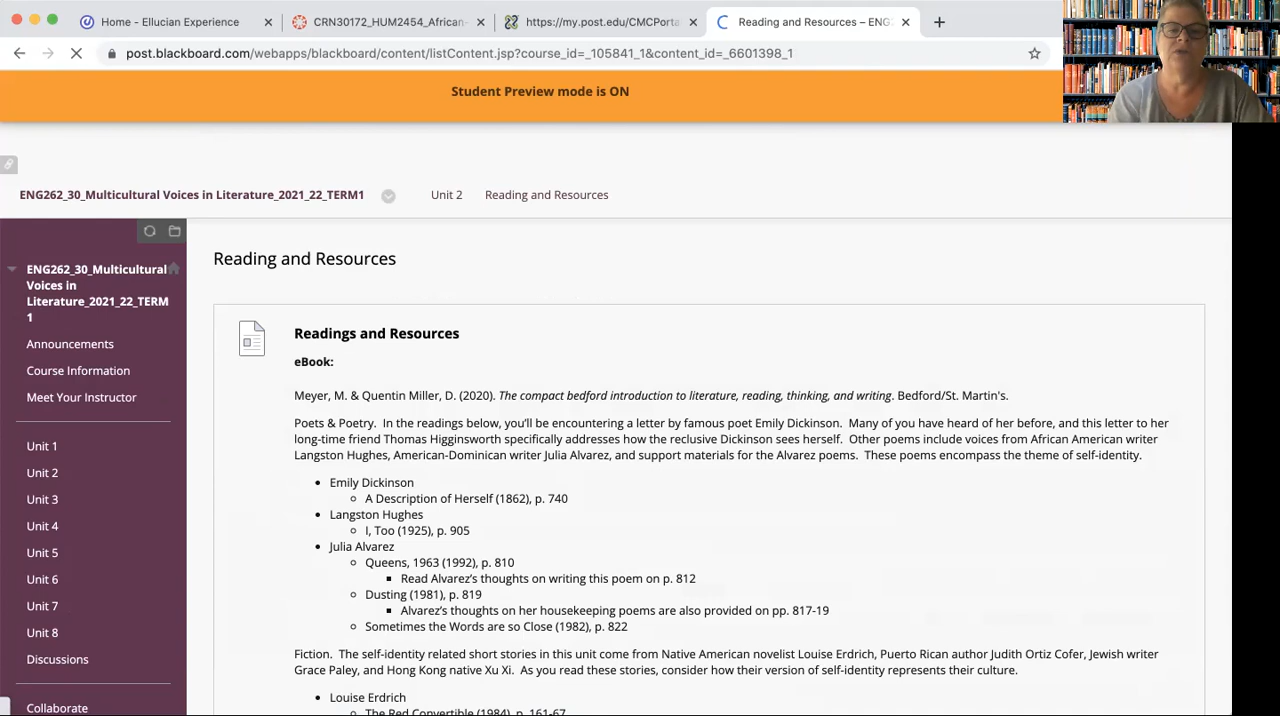 Home - Ellucian Experience
CRN30172_HUM2454_African-
https://my.post.edu/CMCPorta
Reading and Resources – ENG
post.blackboard.com/webapps/blackboard/content/listContent.jsp?course_id=_105841_1&content_id=_6601398_1
Student Preview mode is ON
ENG262_30_Multicultural Voices in Literature_2021_22_TERM1
Unit 2
Reading and Resources
ENG262_30_Multicultural
Voices in
Literature_2021_22_TERM
1
Announcements
Course Information
Meet Your Instructor
Unit 1
Unit 2
Unit 3
Unit 4
Unit 5
Unit 6
Unit 7
Unit 8
Discussions
Collaborate
Reading and Resources
Readings and Resources
eBook:
Meyer, M. & Quentin Miller, D. (2020). The compact bedford introduction to literature, reading, thinking, and writing. Bedford/St. Martin's.
Poets & Poetry. In the readings below, you'll be encountering a letter by famous poet Emily Dickinson. Many of you have heard of her before, and this letter to her
long-time friend Thomas Higginsworth specifically addresses how the reclusive Dickinson sees herself. Other poems include voices from African American writer
Langston Hughes, American-Dominican writer Julia Alvarez, and support materials for the Alvarez poems. These poems encompass the theme of self-identity.
Emily Dickinson
A Description of Herself (1862), p. 740
Langston Hughes
I, Too (1925), p. 905
Julia Alvarez
Queens, 1963 (1992), p. 810
Read Alvarez's thoughts on writing this poem on p. 812
Dusting (1981), p. 819
Alvarez's thoughts on her housekeeping poems are also provided on pp. 817-19
Sometimes the Words are so Close (1982), p. 822
Fiction. The self-identity related short stories in this unit come from Native American novelist Louise Erdrich, Puerto Rican author Judith Ortiz Cofer, Jewish writer
Grace Paley, and Hong Kong native Xu Xi. As you read these stories, consider how their version of self-identity represents their culture.
Louise Erdrich
The Red Convertible (1984), p. 161-67